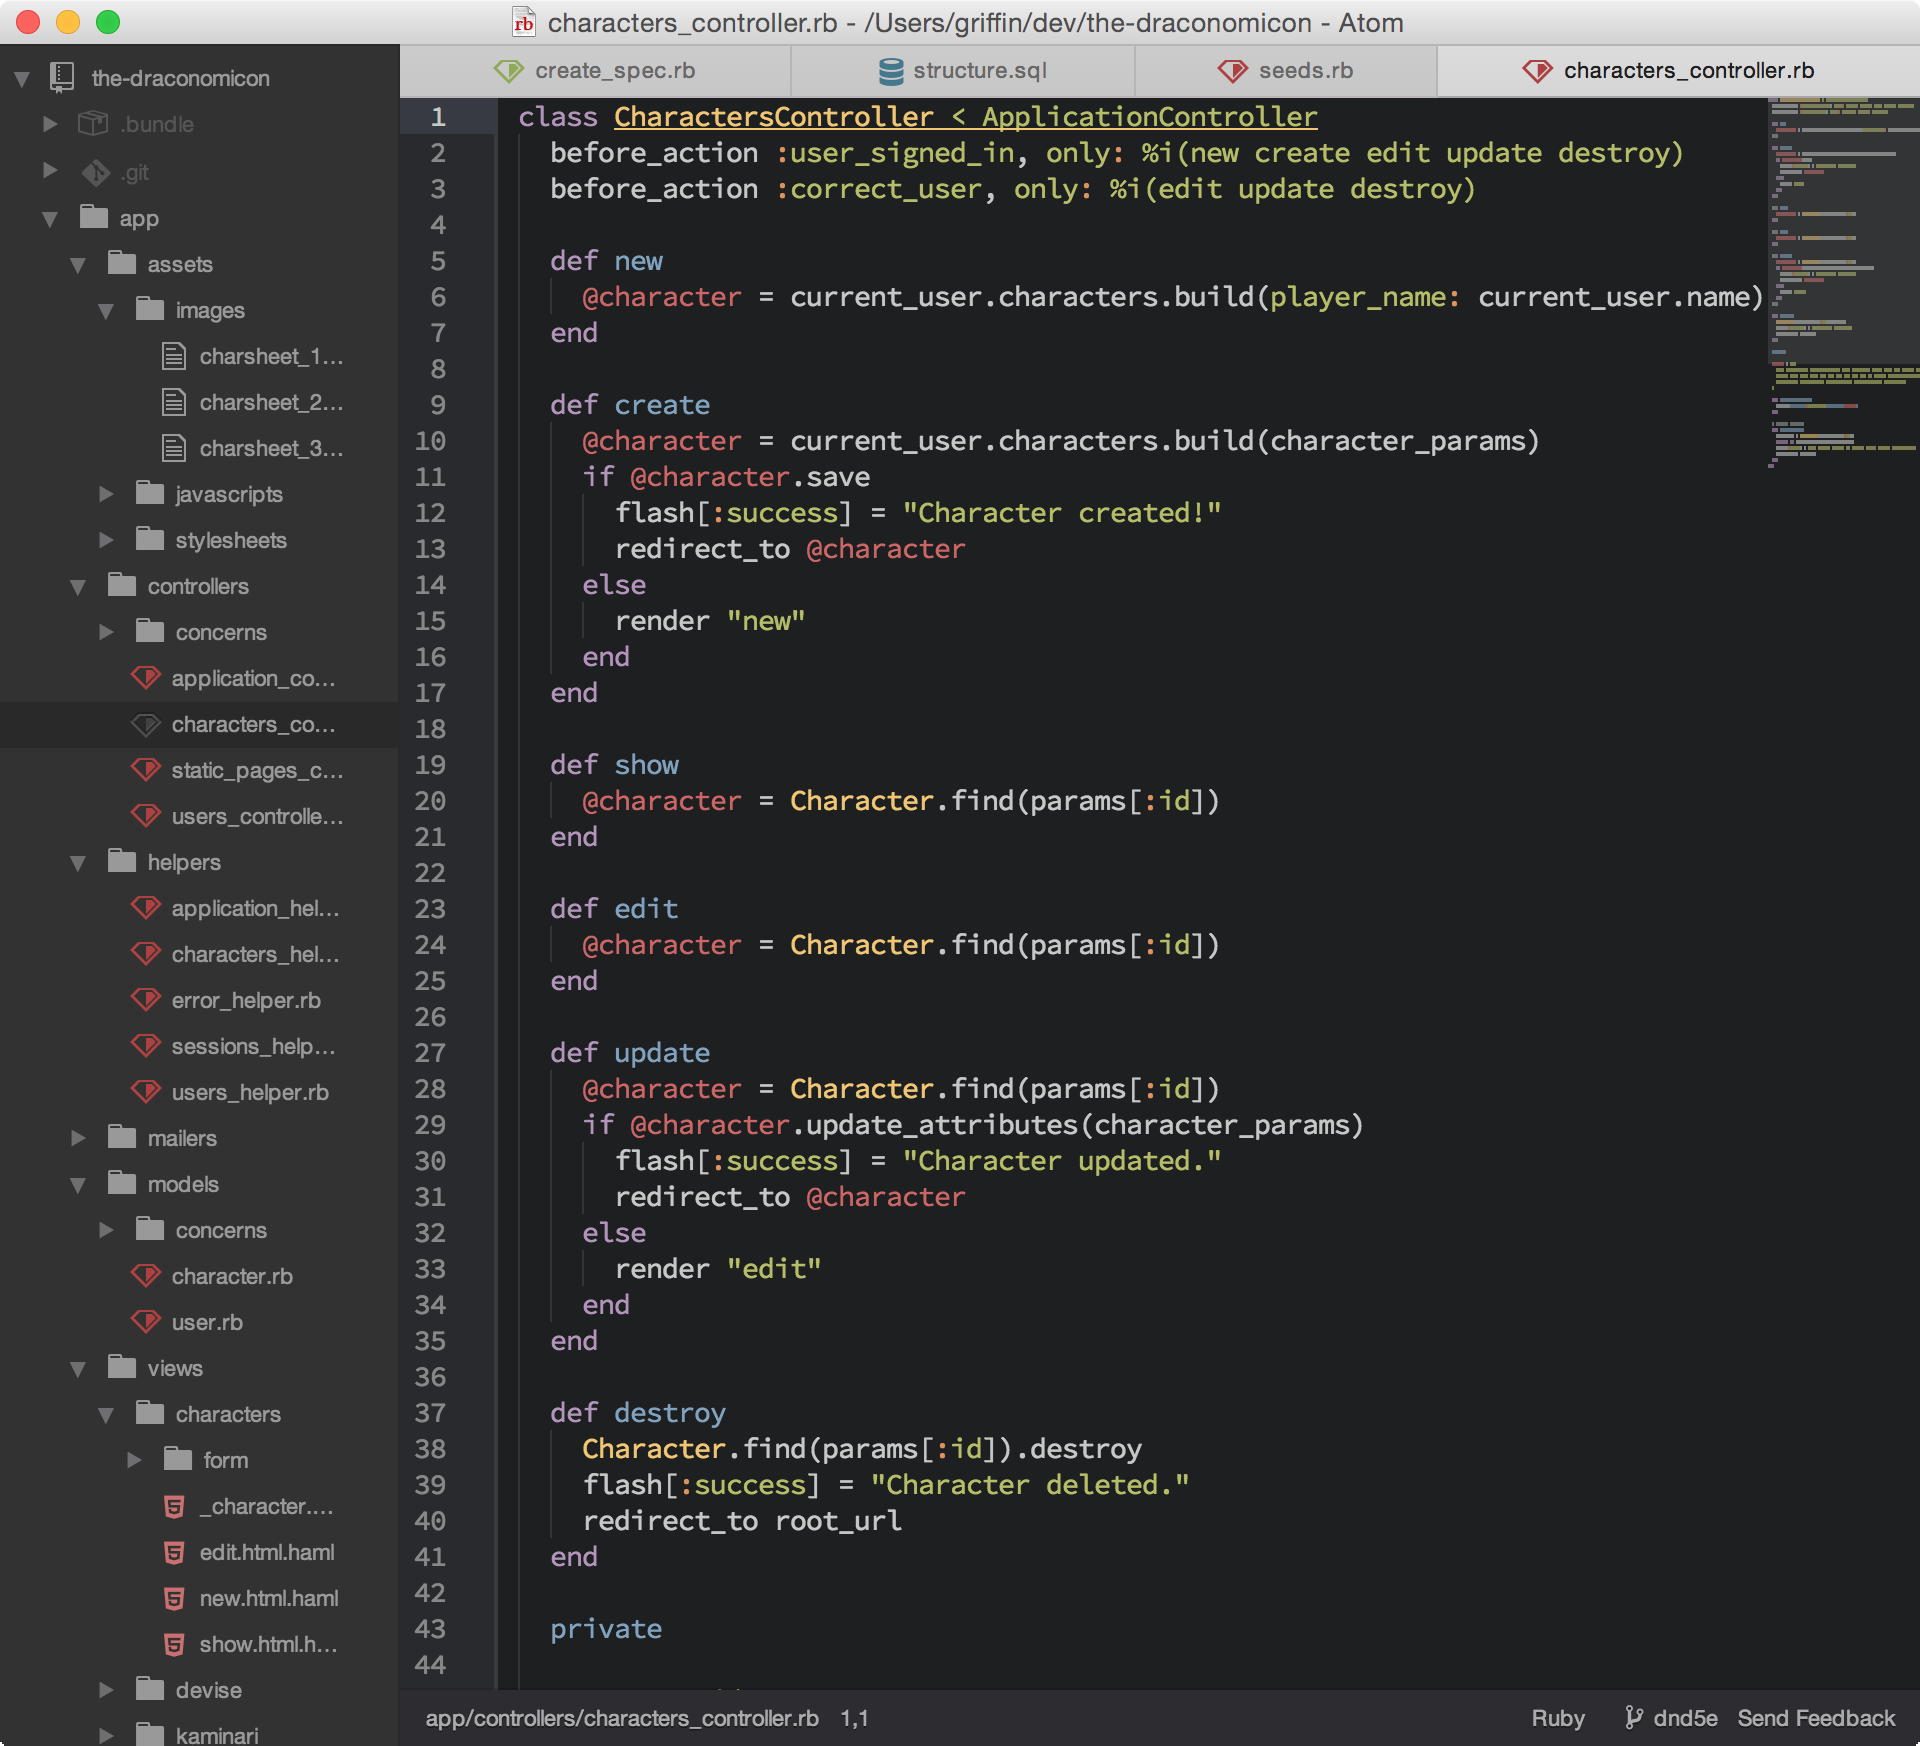 characters_controller.rb - /Users/griffin/dev/the-draconomicon - Atom
the-draconomicon
.bundle
.git
app
assets
images
charsheet_1...
charsheet_2...
charsheet_3...
javascripts
stylesheets
controllers
concerns
application_co...
characters_co...
static_pages_c...
users_controlle...
helpers
application_hel...
characters_hel...
error_helper.rb
sessions_help...
users_helper.rb
mailers
models
concerns
character.rb
user.rb
views
characters
form
_character....
edit.html.haml
new.html.haml
show.html.h...
devise
kaminari
create_spec.rb structure.sql seeds.rb characters_controller.rb
1 class CharactersController < ApplicationController
2   before_action :user_signed_in, only: %i(new create edit update destroy)
3   before_action :correct_user, only: %i(edit update destroy)
4
5   def new
6     @character = current_user.characters.build(player_name: current_user.name)
7   end
8
9   def create
10     @character = current_user.characters.build(character_params)
11     if @character.save
12       flash[:success] = "Character created!"
13       redirect_to @character
14     else
15       render "new"
16     end
17   end
18
19   def show
20     @character = Character.find(params[:id])
21   end
22
23   def edit
24     @character = Character.find(params[:id])
25   end
26
27   def update
28     @character = Character.find(params[:id])
29     if @character.update_attributes(character_params)
30       flash[:success] = "Character updated."
31       redirect_to @character
32     else
33       render "edit"
34     end
35   end
36
37   def destroy
38     Character.find(params[:id]).destroy
39     flash[:success] = "Character deleted."
40     redirect_to root_url
41   end
42
43   private
44
app/controllers/characters_controller.rb 1,1 Ruby dnd5e Send Feedback